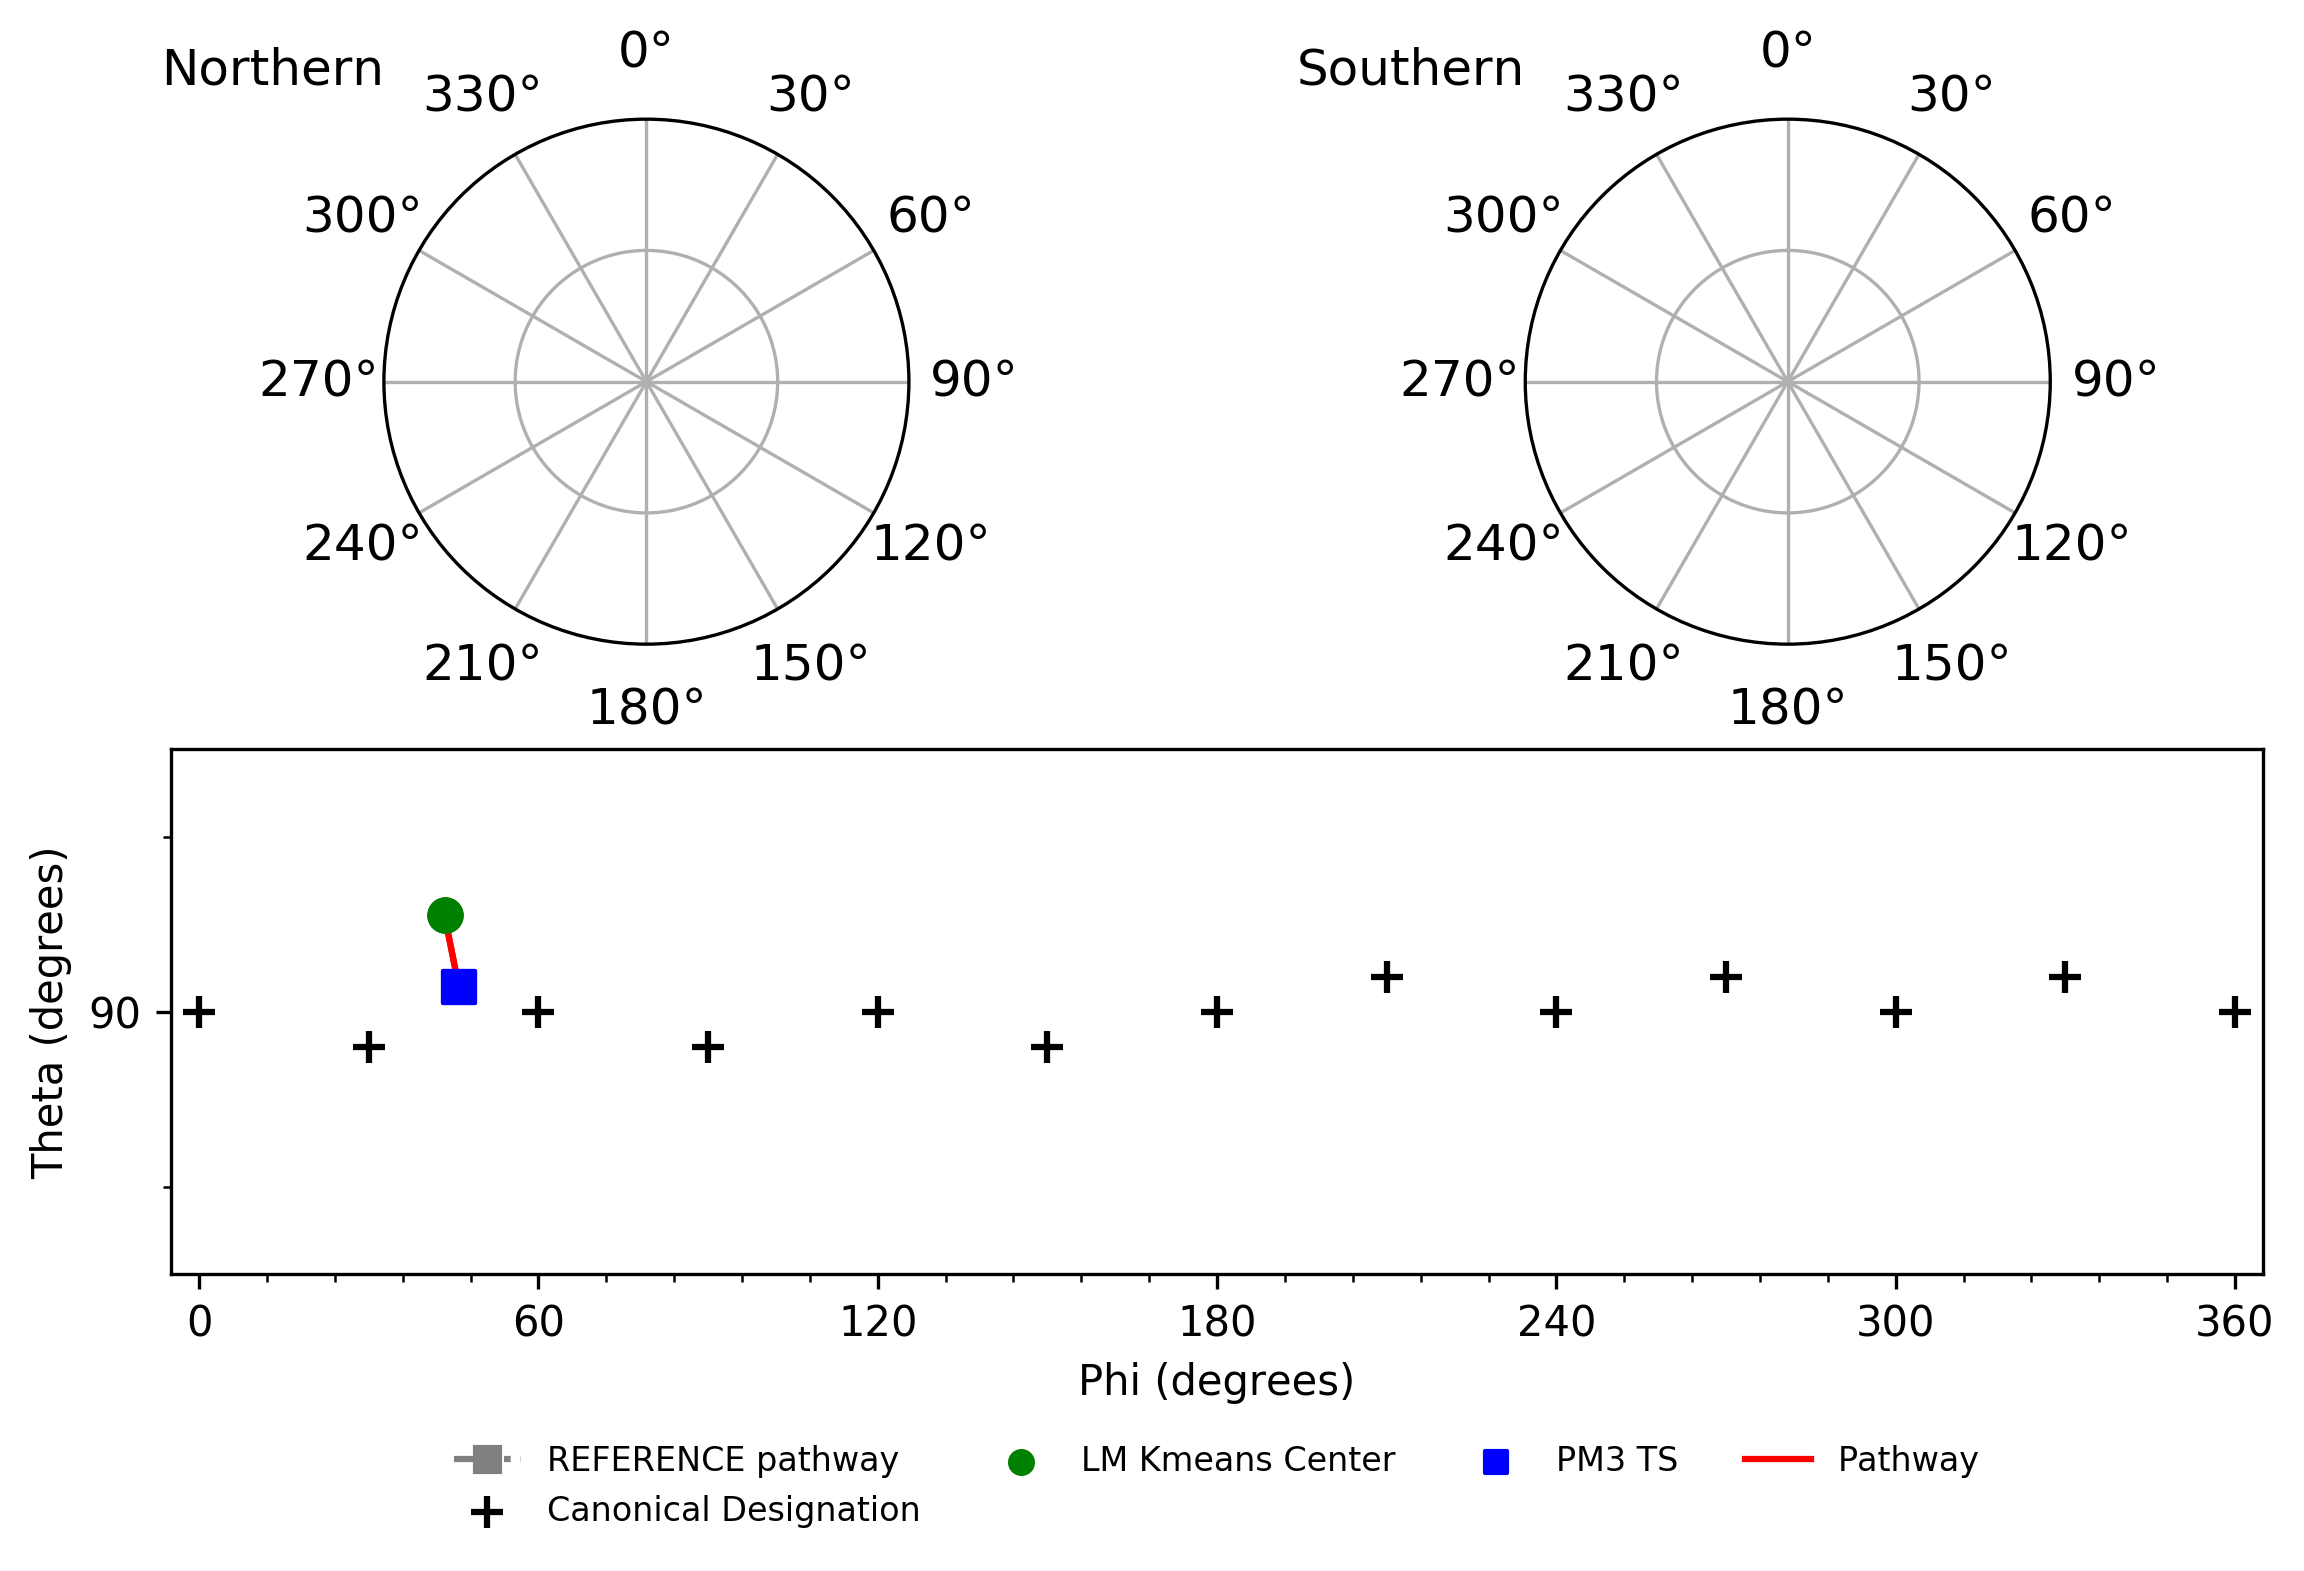 Northern
0°
330°
30°
300°
60°
270°
90°
240°
120°
210°
150°
180°
Southern
0°
330°
30°
300°
60°
270°
90°
240°
120°
210°
150°
180°
Theta (degrees)
90
0 60 120 180 240 300 360
Phi (degrees)
REFERENCE pathway
Canonical Designation
LM Kmeans Center
PM3 TS
Pathway